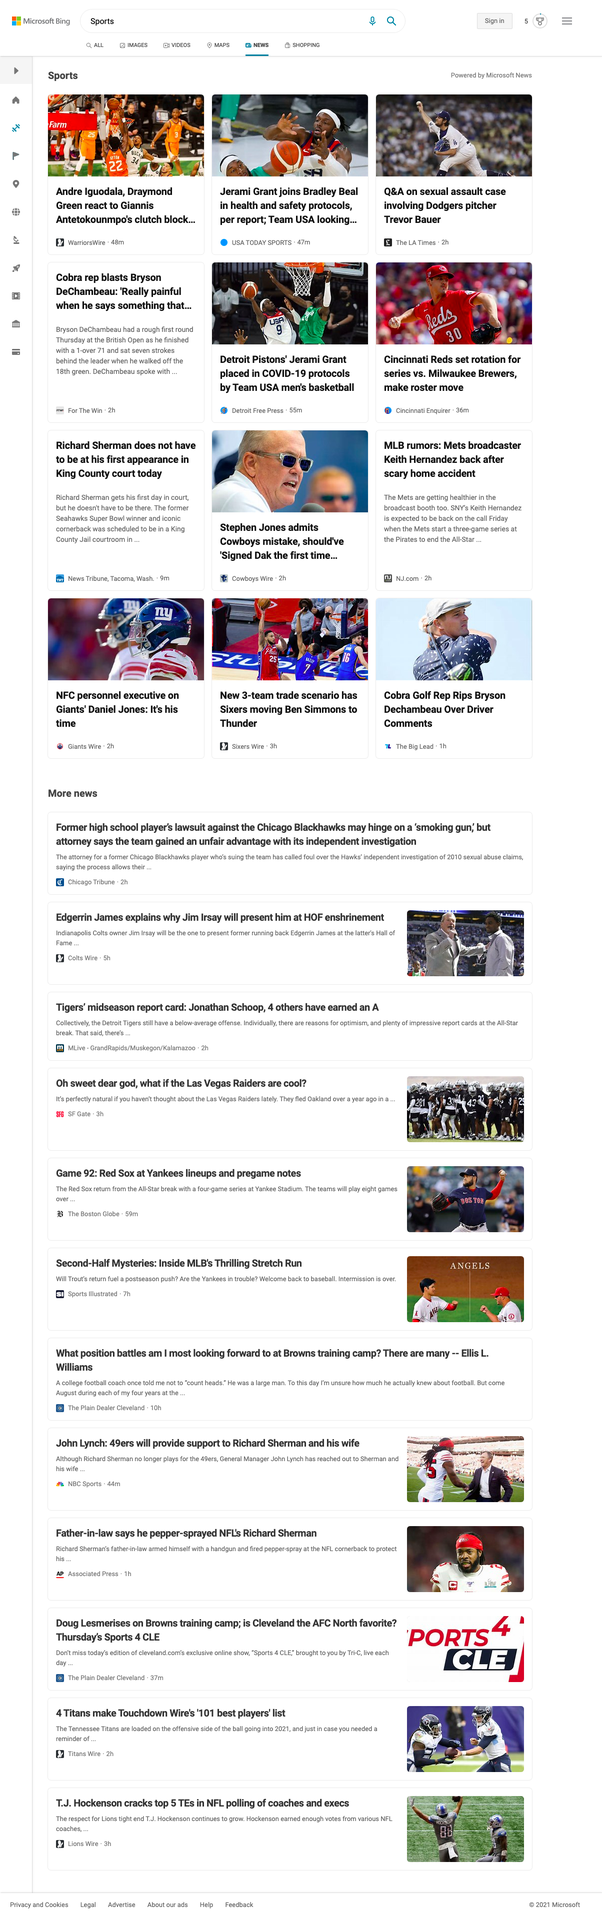 Microsoft Bing
Sports
Sign in
5
ALL
IMAGES
VIDEOS
MAPS
NEWS
SHOPPING
Sports
Powered by Microsoft News
Andre Iguodala, Draymond
Green react to Giannis
Antetokounmpo's clutch block...
WarriorsWire · 48m
Jerami Grant joins Bradley Beal
in health and safety protocols,
per report; Team USA looking...
USA TODAY SPORTS · 47m
Q&A on sexual assault case
involving Dodgers pitcher
Trevor Bauer
The LA Times · 2h
Cobra rep blasts Bryson
DeChambeau: 'Really painful
when he says something that...
Bryson DeChambeau had a rough first round
Thursday at the British Open as he finished
with a 1-over 71 and sat seven strokes
behind the leader when he walked off the
18th green. DeChambeau spoke with ...
For The Win · 2h
Detroit Pistons' Jerami Grant
placed in COVID-19 protocols
by Team USA men's basketball
Detroit Free Press · 55m
Cincinnati Reds set rotation for
series vs. Milwaukee Brewers,
make roster move
Cincinnati Enquirer · 36m
Richard Sherman does not have
to be at his first appearance in
King County court today
Richard Sherman gets his first day in court,
but he doesn't have to be there. The former
Seahawks Super Bowl winner and iconic
cornerback was scheduled to be in a King
County Jail courtroom in ...
News Tribune, Tacoma, Wash. · 9m
Stephen Jones admits
Cowboys mistake, should've
'Signed Dak the first time...
Cowboys Wire · 2h
MLB rumors: Mets broadcaster
Keith Hernandez back after
scary home accident
The Mets are getting healthier in the
broadcast booth too. SNY's Keith Hernandez
is expected to be back on the call Friday
when the Mets start a three-game series at
the Pirates to end the All-Star ...
NJ.com · 2h
NFC personnel executive on
Giants' Daniel Jones: It's his
time
Giants Wire · 2h
New 3-team trade scenario has
Sixers moving Ben Simmons to
Thunder
Sixers Wire · 3h
Cobra Golf Rep Rips Bryson
Dechambeau Over Driver
Comments
The Big Lead · 1h
More news
Former high school player's lawsuit against the Chicago Blackhawks may hinge on a 'smoking gun,' but
attorney says the team gained an unfair advantage with its independent investigation
The attorney for a former Chicago Blackhawks player who's suing the team has called foul over the Hawks' independent investigation of 2010 sexual abuse claims,
saying the process allows their ...
Chicago Tribune · 2h
Edgerrin James explains why Jim Irsay will present him at HOF enshrinement
Indianapolis Colts owner Jim Irsay will be the one to present former running back Edgerrin James at the latter's Hall of
Fame ...
Colts Wire · 5h
Tigers' midseason report card: Jonathan Schoop, 4 others have earned an A
Collectively, the Detroit Tigers still have a below-average offense. Individually, there are reasons for optimism, and plenty of impressive report cards at the All-Star
break. That said, there's ...
MLive - GrandRapids/Muskegon/Kalamazoo · 2h
Oh sweet dear god, what if the Las Vegas Raiders are cool?
It's perfectly natural if you haven't thought about the Las Vegas Raiders lately. They fled Oakland over a year ago in a ...
SF Gate · 3h
Game 92: Red Sox at Yankees lineups and pregame notes
The Red Sox return from the All-Star break with a four-game series at Yankee Stadium. The teams will play eight games
over ...
The Boston Globe · 59m
Second-Half Mysteries: Inside MLB's Thrilling Stretch Run
Will Trout's return fuel a postseason push? Are the Yankees in trouble? Welcome back to baseball. Intermission is over.
Sports Illustrated · 7h
ANGELS
What position battles am I most looking forward to at Browns training camp? There are many -- Ellis L.
Williams
A college football coach once told me not to "count heads." He was a large man. To this day I'm unsure how much he actually knew about football. But come
August during each of my four years at the ...
The Plain Dealer Cleveland · 10h
John Lynch: 49ers will provide support to Richard Sherman and his wife
Although Richard Sherman no longer plays for the 49ers, General Manager John Lynch has reached out to Sherman and
his wife ...
NBC Sports · 44m
Father-in-law says he pepper-sprayed NFL's Richard Sherman
Richard Sherman's father-in-law armed himself with a handgun and fired pepper-spray at the NFL cornerback to protect
his ...
Associated Press · 1h
Doug Lesmerises on Browns training camp; is Cleveland the AFC North favorite?
Thursday's Sports 4 CLE
Don't miss today's edition of cleveland.com's exclusive online show, "Sports 4 CLE," brought to you by Tri-C, live each
day ...
The Plain Dealer Cleveland · 37m
PORTS 4
CLE
4 Titans make Touchdown Wire's '101 best players' list
The Tennessee Titans are loaded on the offensive side of the ball going into 2021, and just in case you needed a
reminder of ...
Titans Wire · 2h
T.J. Hockenson cracks top 5 TEs in NFL polling of coaches and execs
The respect for Lions tight end T.J. Hockenson continues to grow. Hockenson earned enough votes from various NFL
coaches, ...
Lions Wire · 3h
Privacy and Cookies
Legal
Advertise
About our ads
Help
Feedback
© 2021 Microsoft